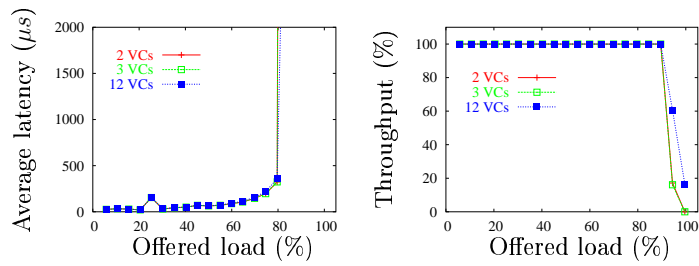 Average latency (μs)
2000
1500
1000
500
0
2 VCs
3 VCs
12 VCs
0 20 40 60 80 100
Offered load (%)
Throughput (%)
100
80
60
40
20
0
2 VCs
3 VCs
12 VCs
0 20 40 60 80 100
Offered load (%)